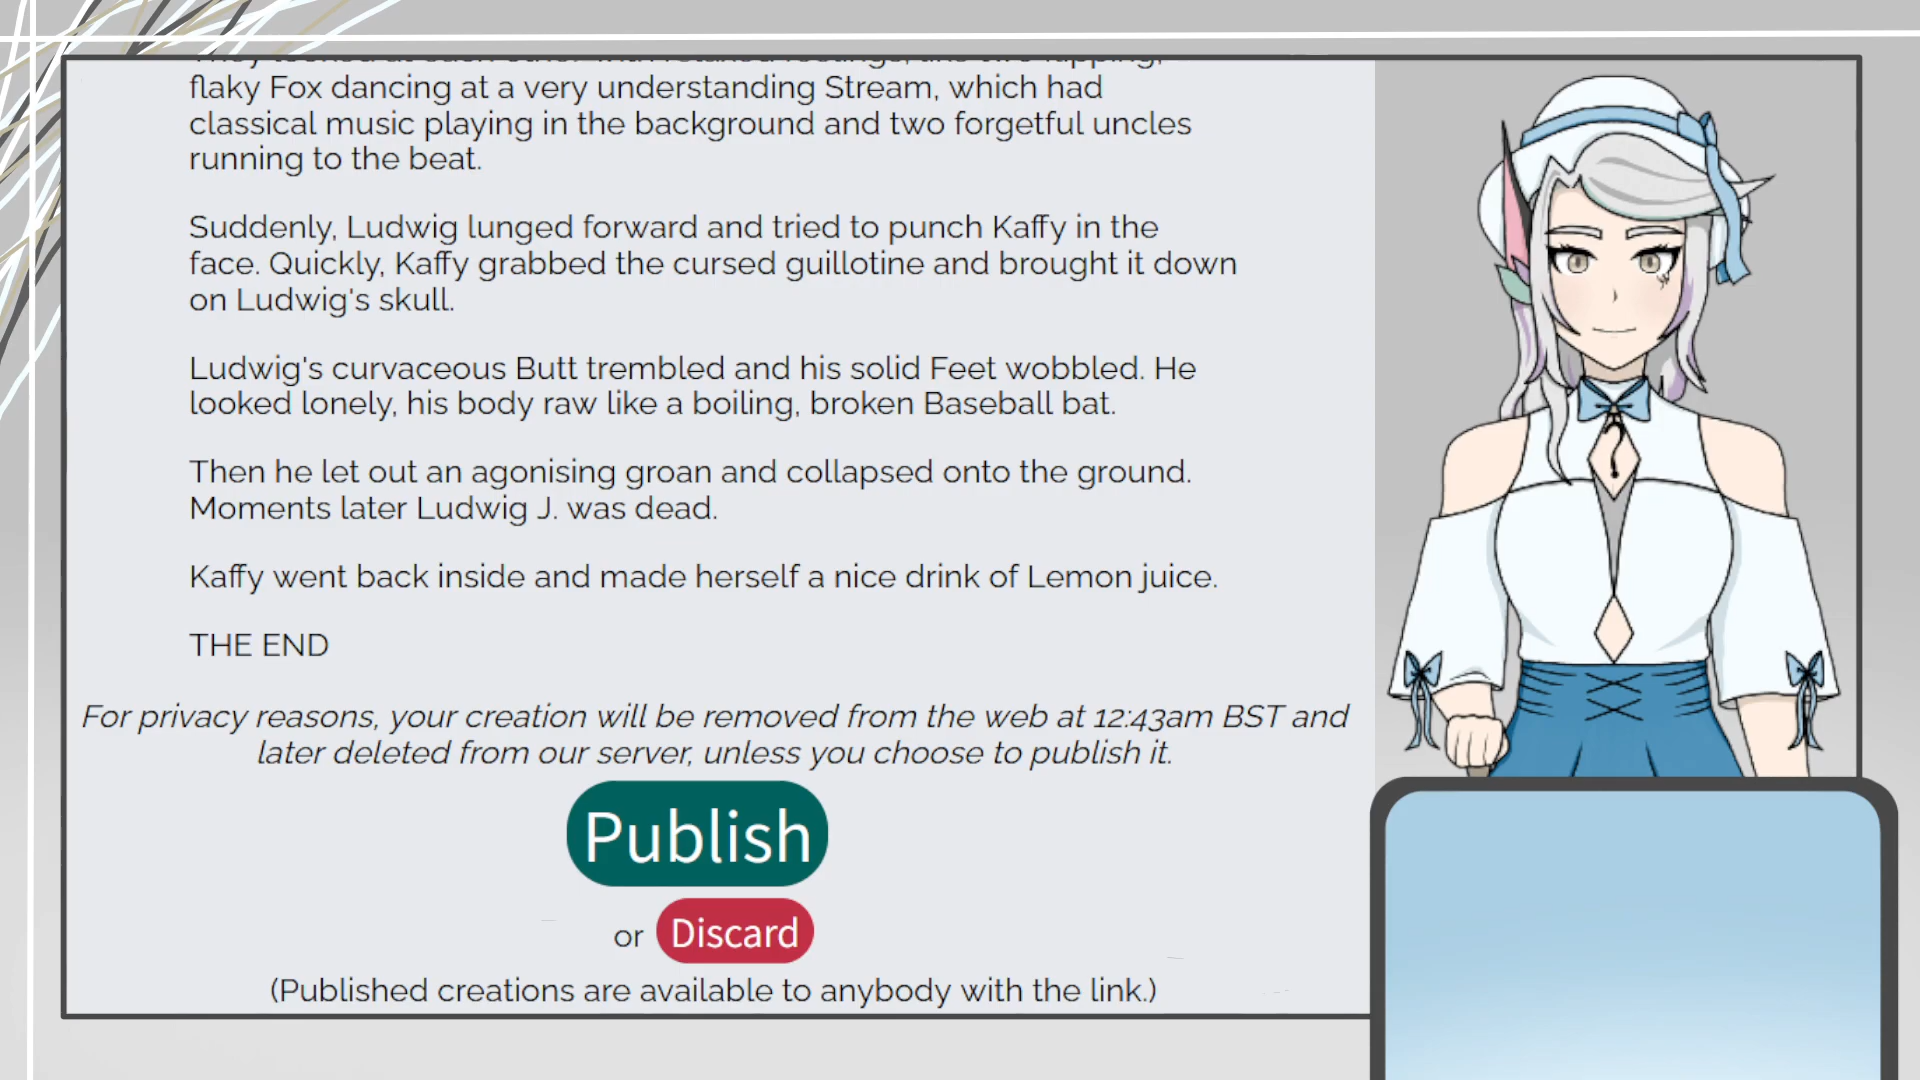 flaky Fox dancing at a very understanding Stream, which had
classical music playing in the background and two forgetful uncles
running to the beat.
Suddenly, Ludwig lunged forward and tried to punch Kaffy in the
face. Quickly, Kaffy grabbed the cursed guillotine and brought it down
on Ludwig's skull.
Ludwig's curvaceous Butt trembled and his solid Feet wobbled. He
looked lonely, his body raw like a boiling, broken Baseball bat.
Then he let out an agonising groan and collapsed onto the ground.
Moments later Ludwig J. was dead.
Kaffy went back inside and made herself a nice drink of Lemon juice.
THE END
For privacy reasons, your creation will be removed from the web at 12:43am BST and
later deleted from our server, unless you choose to publish it.
Publish
or Discard
(Published creations are available to anybody with the link.)
?